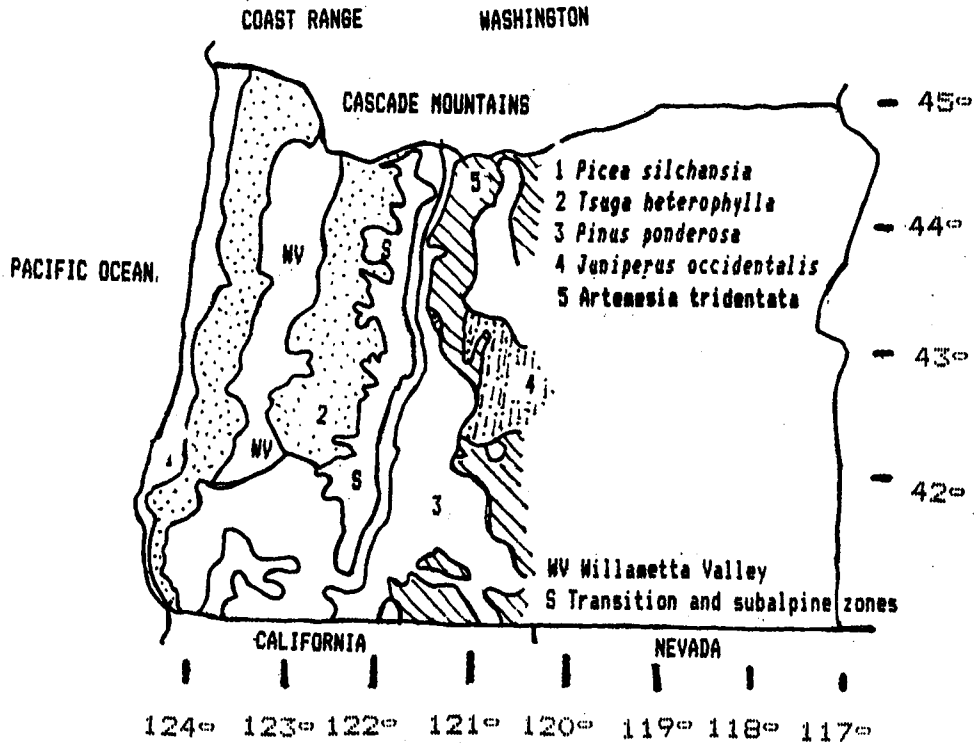 COAST RANGE WASHINGTON
CASCADE MOUNTAINS
45°
1 Picea silchansia
5
2 Tsuga heterophylla
44°
3 Pinus ponderosa
WV
S
PACIFIC OCEAN.
4 Juniperus occidentalis
5 Artemesia tridentata
43°
4
2
WV
S
3
42°
WV Willametta Valley
S Transition and subalpine zones
CALIFORNIA
NEVADA
124° 123° 122° 121° 120° 119° 118° 117°